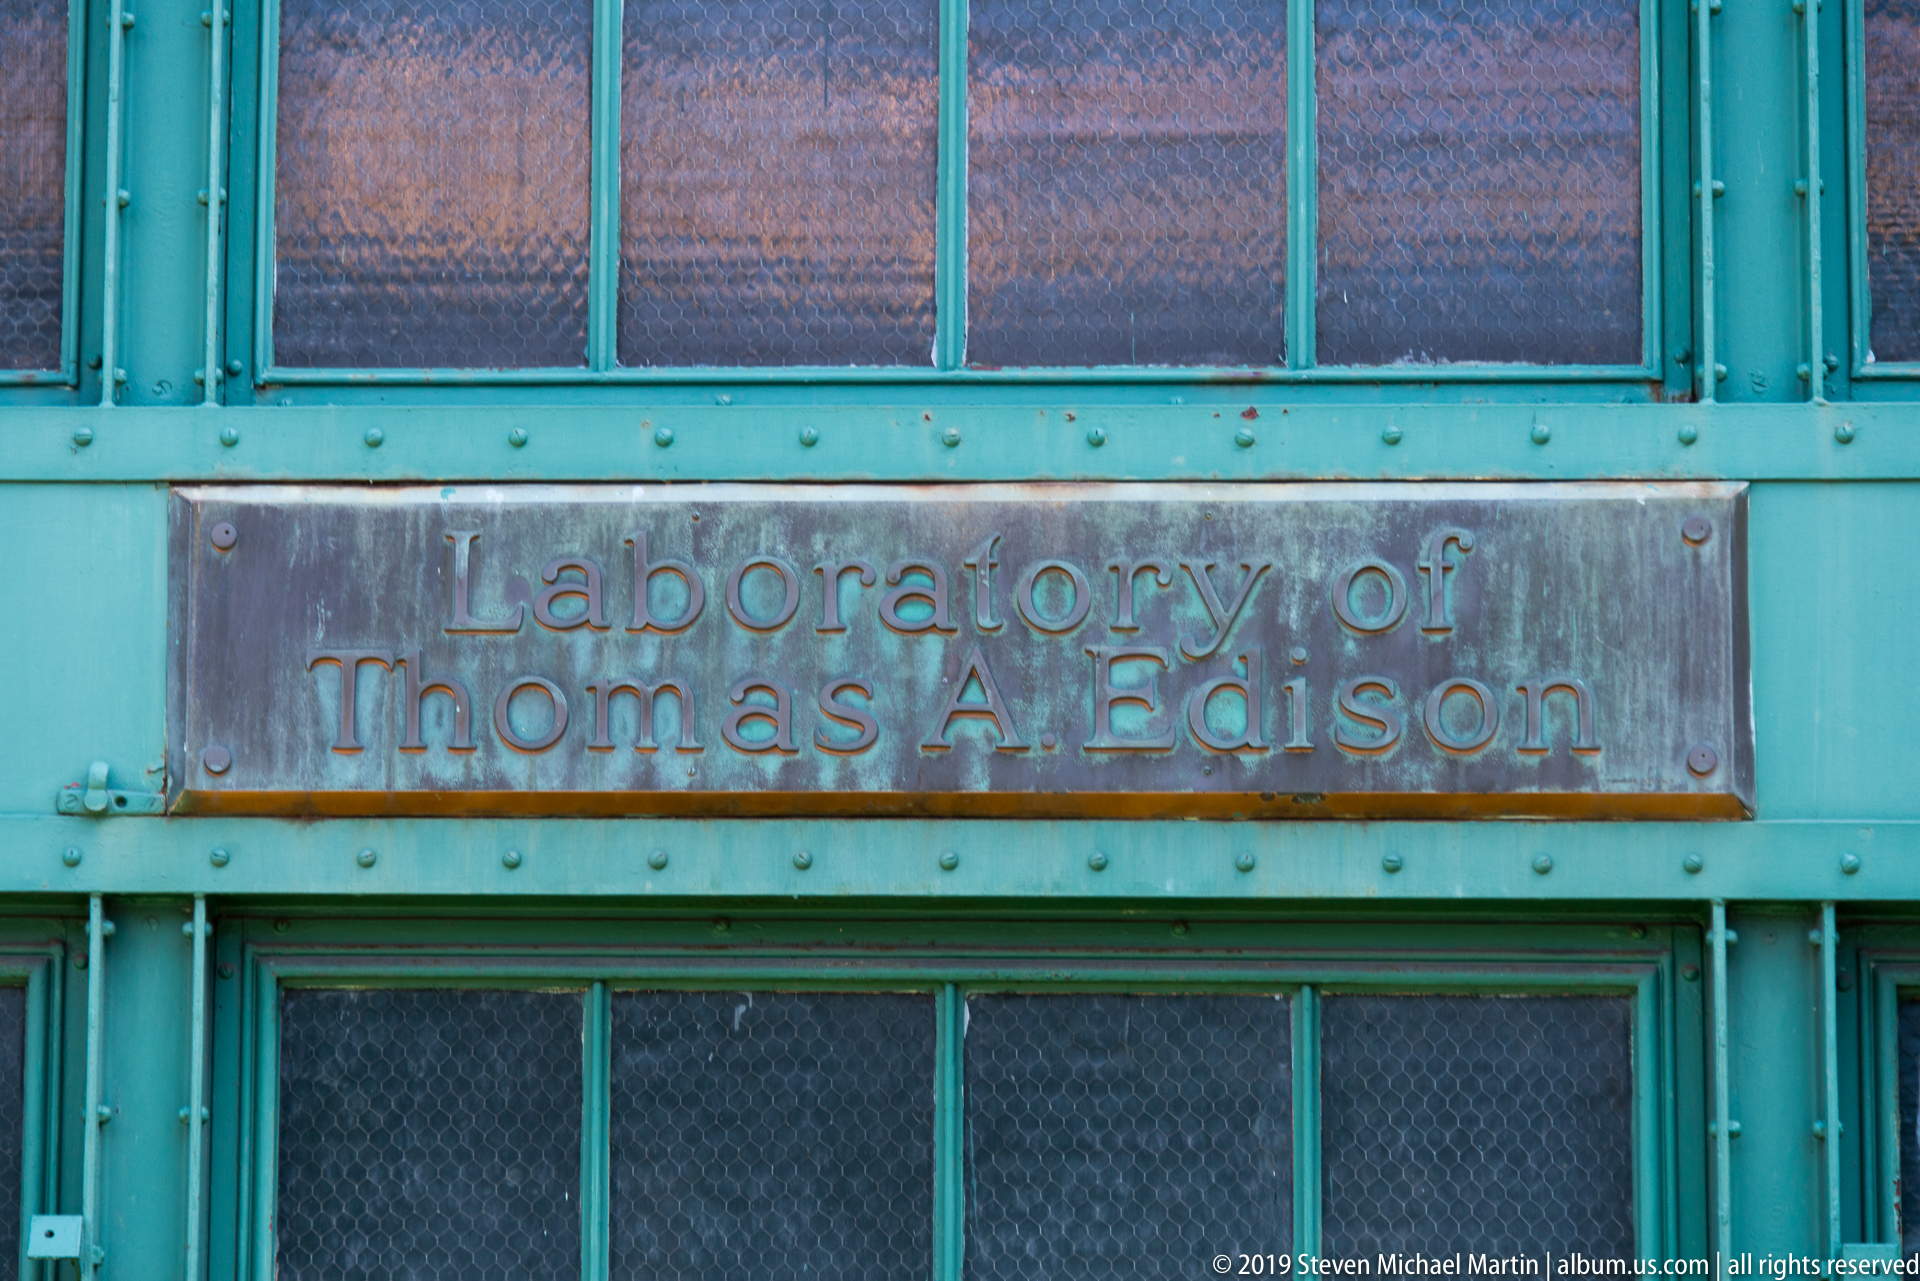 Laboratory of
Thomas A. Edison
© 2019 Steven Michael Martin | album.us.com | all rights reserved